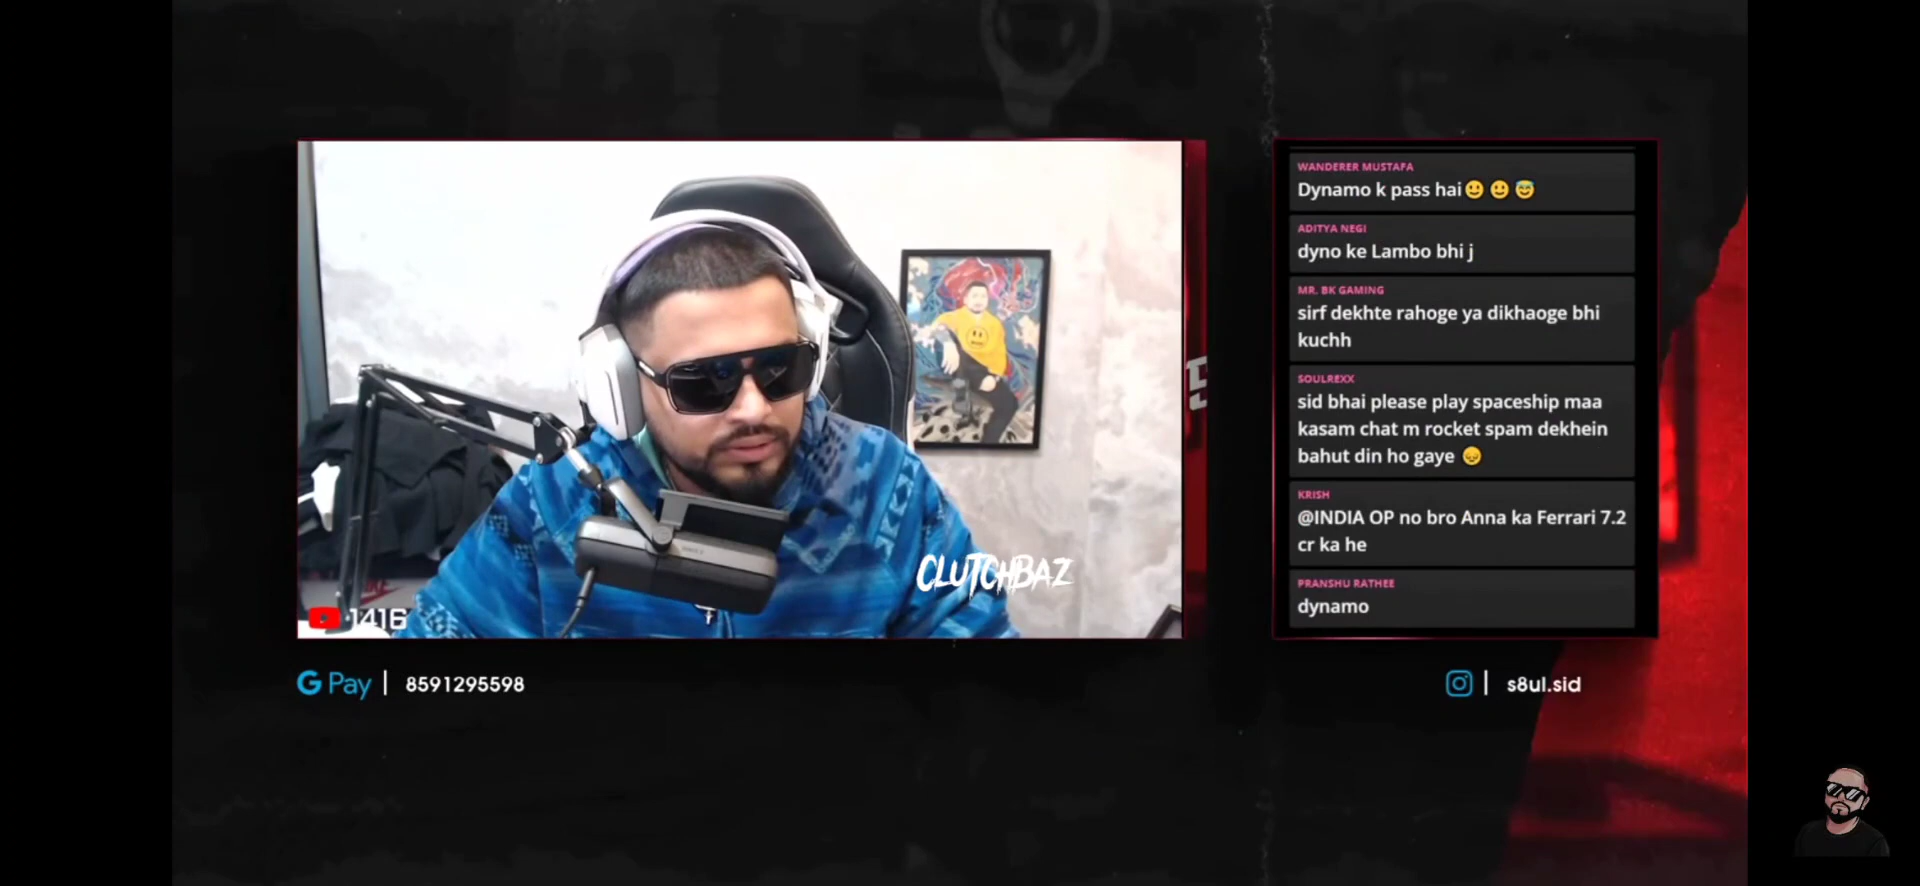 WANDERER MUSTAFA
Dynamo k pass hai🙂🙂😇
ADITYA NEGI
dyno ke Lambo bhi j
MR. BK GAMING
sirf dekhte rahoge ya dikhaoge bhi
kuchh
SOULREXX
sid bhai please play spaceship maa
kasam chat m rocket spam dekhein
bahut din ho gaye 😞
KRISH
@INDIA OP no bro Anna ka Ferrari 7.2
cr ka he
PRANSHU RATHEE
dynamo
CLUTCHBAZ
1416
G Pay | 8591295598
| s8ul.sid